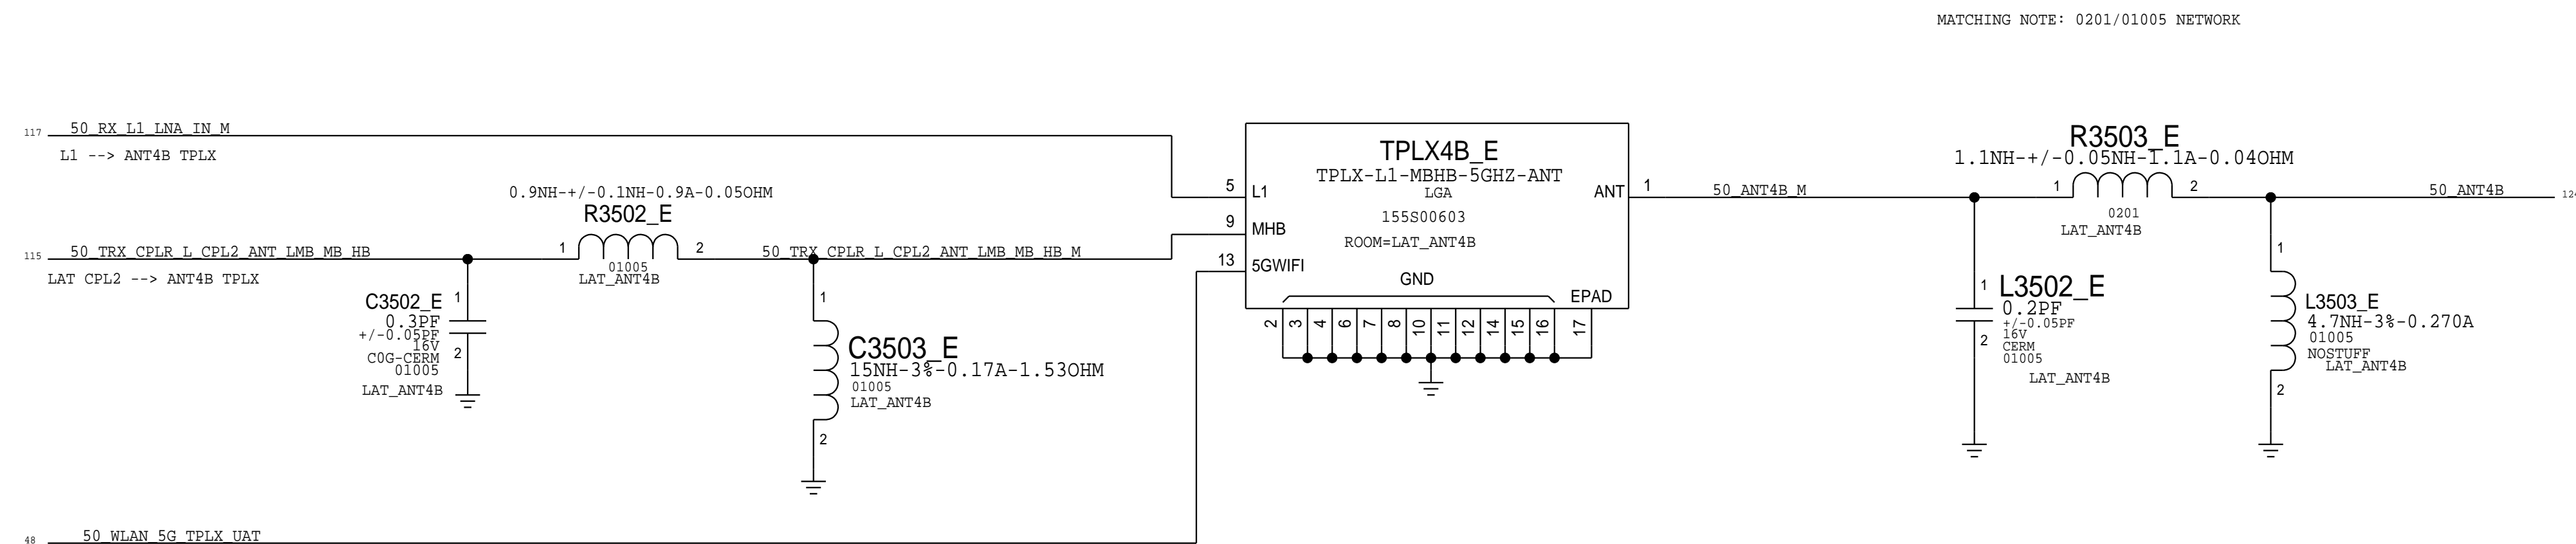 MATCHING NOTE: 0201/01005 NETWORK
117 50_RX_L1_LNA_IN_M
L1 --> ANT4B TPLX
0.9NH-+/-0.1NH-0.9A-0.05OHM
R3502_E
1 2
01005
LAT_ANT4B
115 50_TRX_CPLR_L_CPL2_ANT_LMB_MB_HB
50_TRX_CPLR_L_CPL2_ANT_LMB_MB_HB_M
LAT CPL2 --> ANT4B TPLX
C3502_E
0.3PF
+/-0.05PF
16V
C0G-CERM
01005
LAT_ANT4B
1
2
1
C3503_E
15NH-3%-0.17A-1.53OHM
01005
LAT_ANT4B
2
48 50_WLAN_5G_TPLX_UAT
TPLX4B_E
TPLX-L1-MBHB-5GHZ-ANT
LGA
155S00603
ROOM=LAT_ANT4B
5 L1
9 MHB
13 5GWIFI
ANT 1
GND
EPAD
2 3 4 6 7 8 10 11 12 14 15 16 17
50_ANT4B_M
R3503_E
1.1NH-+/-0.05NH-1.1A-0.04OHM
1 2
0201
LAT_ANT4B
50_ANT4B
1
L3502_E
0.2PF
+/-0.05PF
16V
CERM
01005
2
LAT_ANT4B
1
L3503_E
4.7NH-3%-0.270A
01005
NOSTUFF
LAT_ANT4B
2